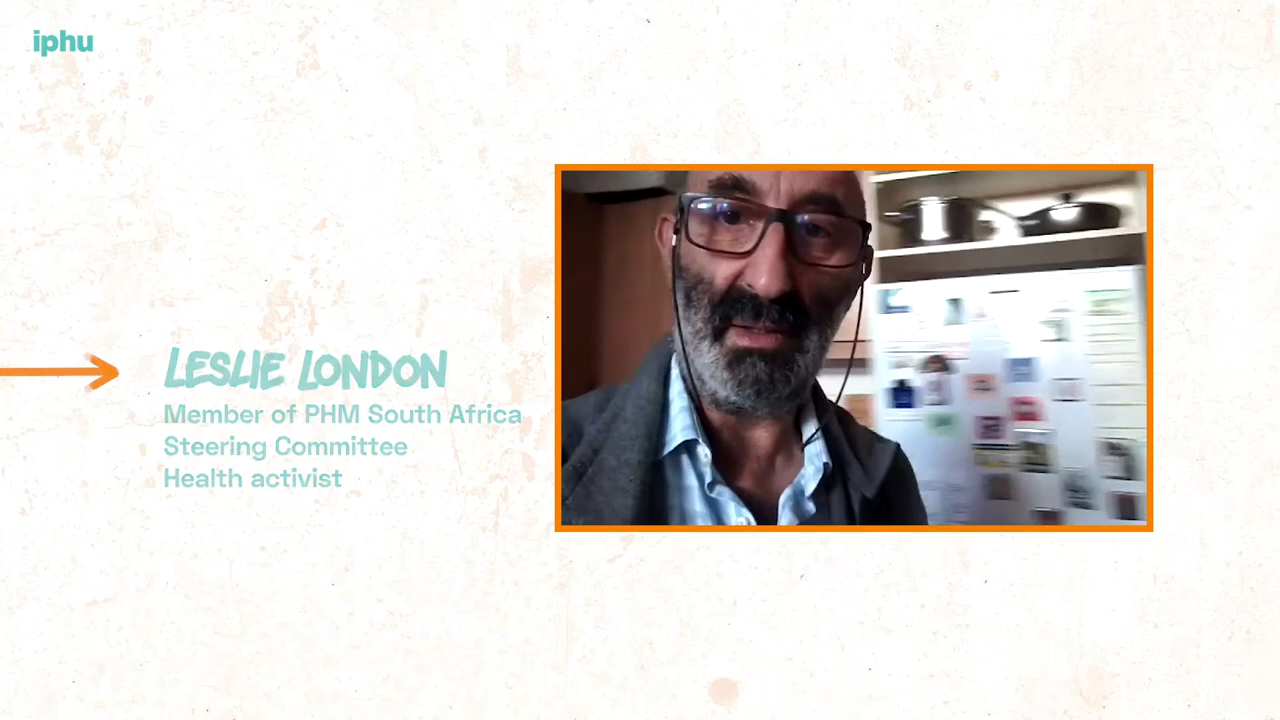 iphu
LESLIE LONDON
Member of PHM South Africa
Steering Committee
Health activist